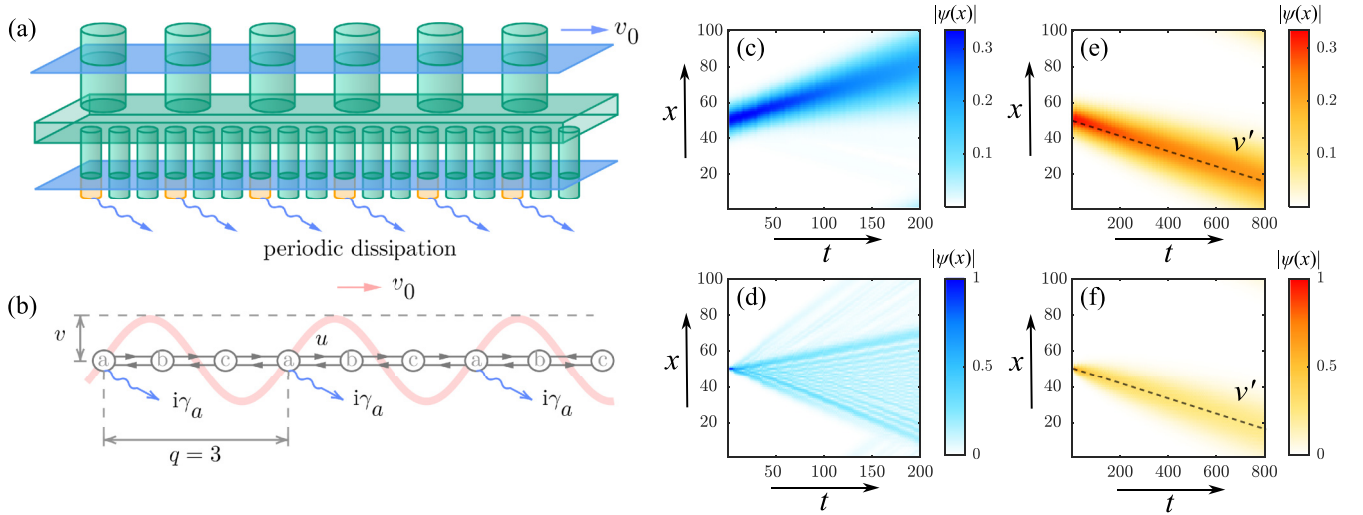 (a)
v₀
periodic dissipation
(b)
v₀
v
u
a b c a b c a b c
iγₐ iγₐ iγₐ
q = 3
(c)
|ψ(x)|
100
80
60
40
20
x
50 100 150 200
t
0.3
0.2
0.1
(e)
|ψ(x)|
100
80
60
40
20
x
v′
200 400 600 800
t
0.3
0.2
0.1
(d)
|ψ(x)|
100
80
60
40
20
x
50 100 150 200
t
1
0.5
0
(f)
|ψ(x)|
100
80
60
40
20
x
v′
200 400 600 800
t
1
0.5
0